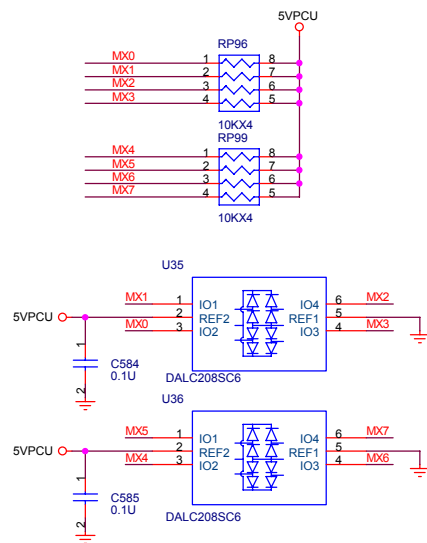 5VPCU
RP96
MX0 1 8
MX1 2 7
MX2 3 6
MX3 4 5
10KX4
RP99
MX4 1 8
MX5 2 7
MX6 3 6
MX7 4 5
10KX4
U35
MX1 1 IO1 IO4 6 MX2
5VPCU 2 REF2 REF1 5
MX0 3 IO2 IO3 4 MX3
1
C584
0.1U
2
DALC208SC6
U36
MX5 1 IO1 IO4 6 MX7
5VPCU 2 REF2 REF1 5
MX4 3 IO2 IO3 4 MX6
1
C585
0.1U
2
DALC208SC6